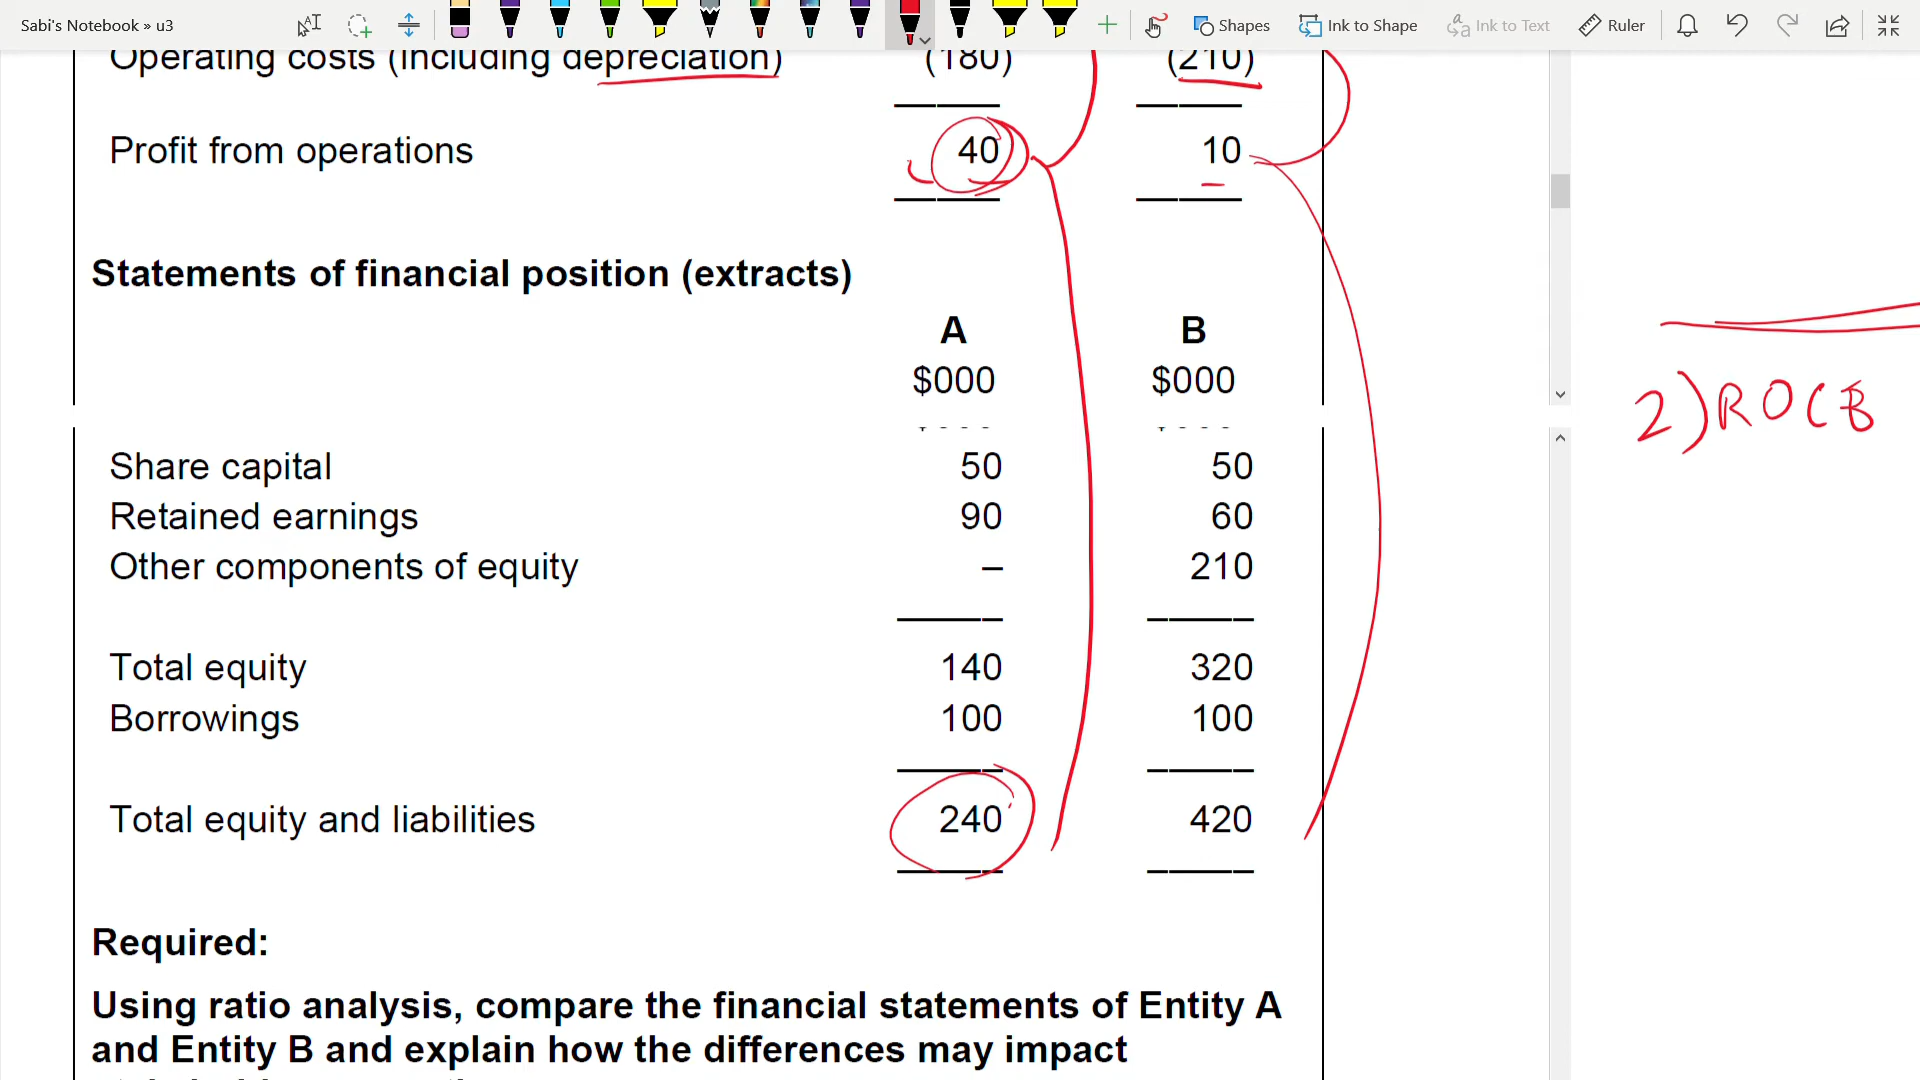 Sabi's Notebook » u3
Shapes
Ink to Shape
Ink to Text
Ruler
Operating costs (including depreciation) (180) (210)
Profit from operations 40 10
Statements of financial position (extracts)
A B
$000 $000
2) ROCE
Share capital 50 50
Retained earnings 90 60
Other components of equity – 210
Total equity 140 320
Borrowings 100 100
Total equity and liabilities 240 420
Required:
Using ratio analysis, compare the financial statements of Entity A
and Entity B and explain how the differences may impact